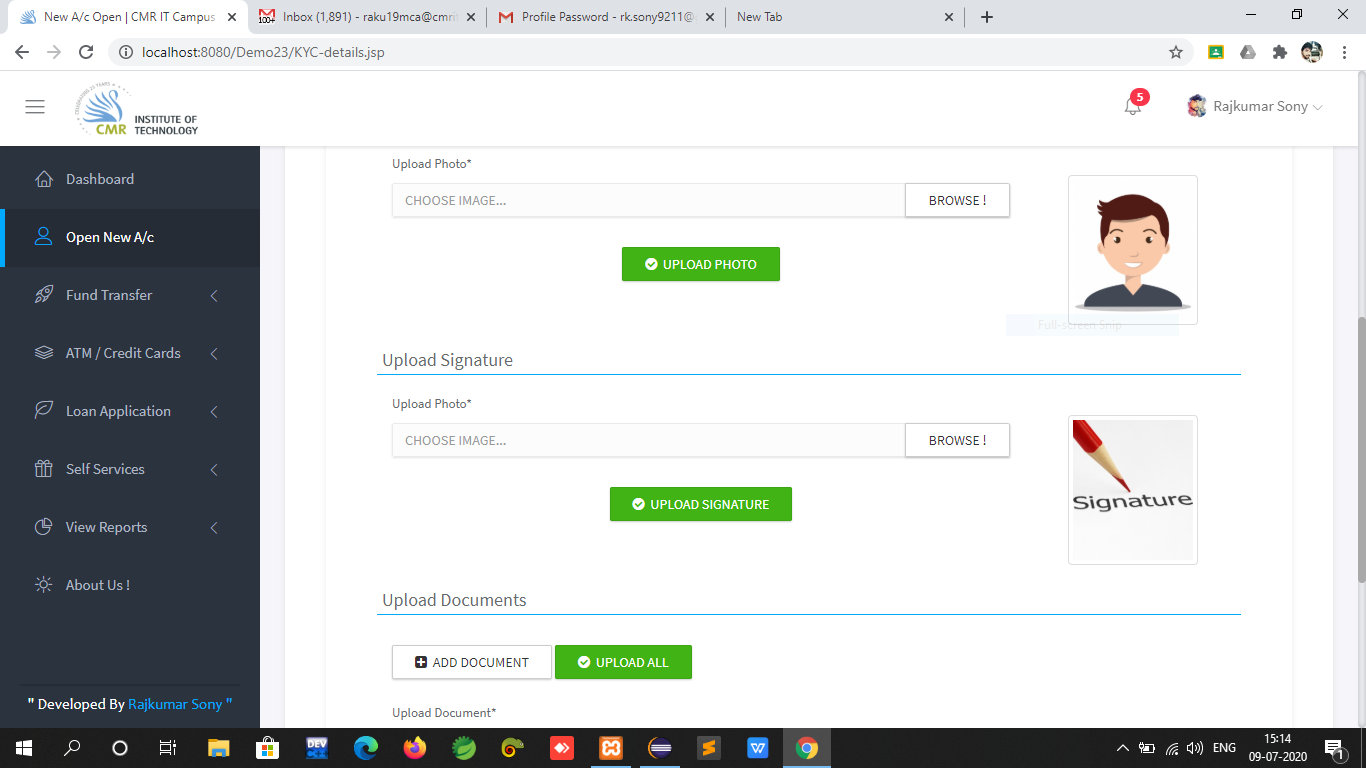 New A/c Open | CMR IT Campus
Inbox (1,891) - raku19mca@cmrit
Profile Password - rk.sony9211@
New Tab
localhost:8080/Demo23/KYC-details.jsp
CELEBRATING 25 YEARS
CMR
INSTITUTE OF
TECHNOLOGY
5
Rajkumar Sony
Dashboard
Open New A/c
Fund Transfer
ATM / Credit Cards
Loan Application
Self Services
View Reports
About Us !
" Developed By Rajkumar Sony "
Upload Photo*
CHOOSE IMAGE...
BROWSE !
UPLOAD PHOTO
Full-screen Snip
Upload Signature
Upload Photo*
CHOOSE IMAGE...
BROWSE !
UPLOAD SIGNATURE
Signature
Upload Documents
ADD DOCUMENT
UPLOAD ALL
Upload Document*
100+
DEV
W
ENG
15:14
09-07-2020
1